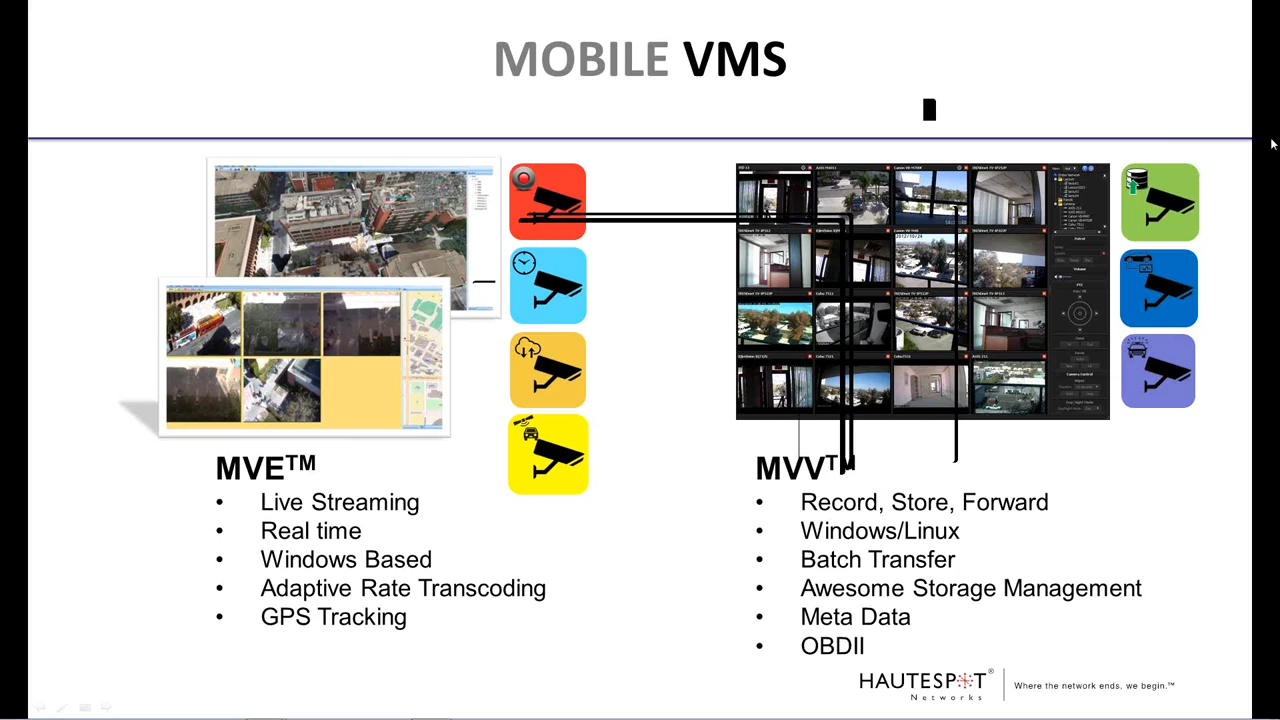 MOBILE VMS
MVE™
• Live Streaming
• Real time
• Windows Based
• Adaptive Rate Transcoding
• GPS Tracking
MVV™
• Record, Store, Forward
• Windows/Linux
• Batch Transfer
• Awesome Storage Management
• Meta Data
• OBDII
HAUTESPOT®
Networks
Where the network ends, we begin.™